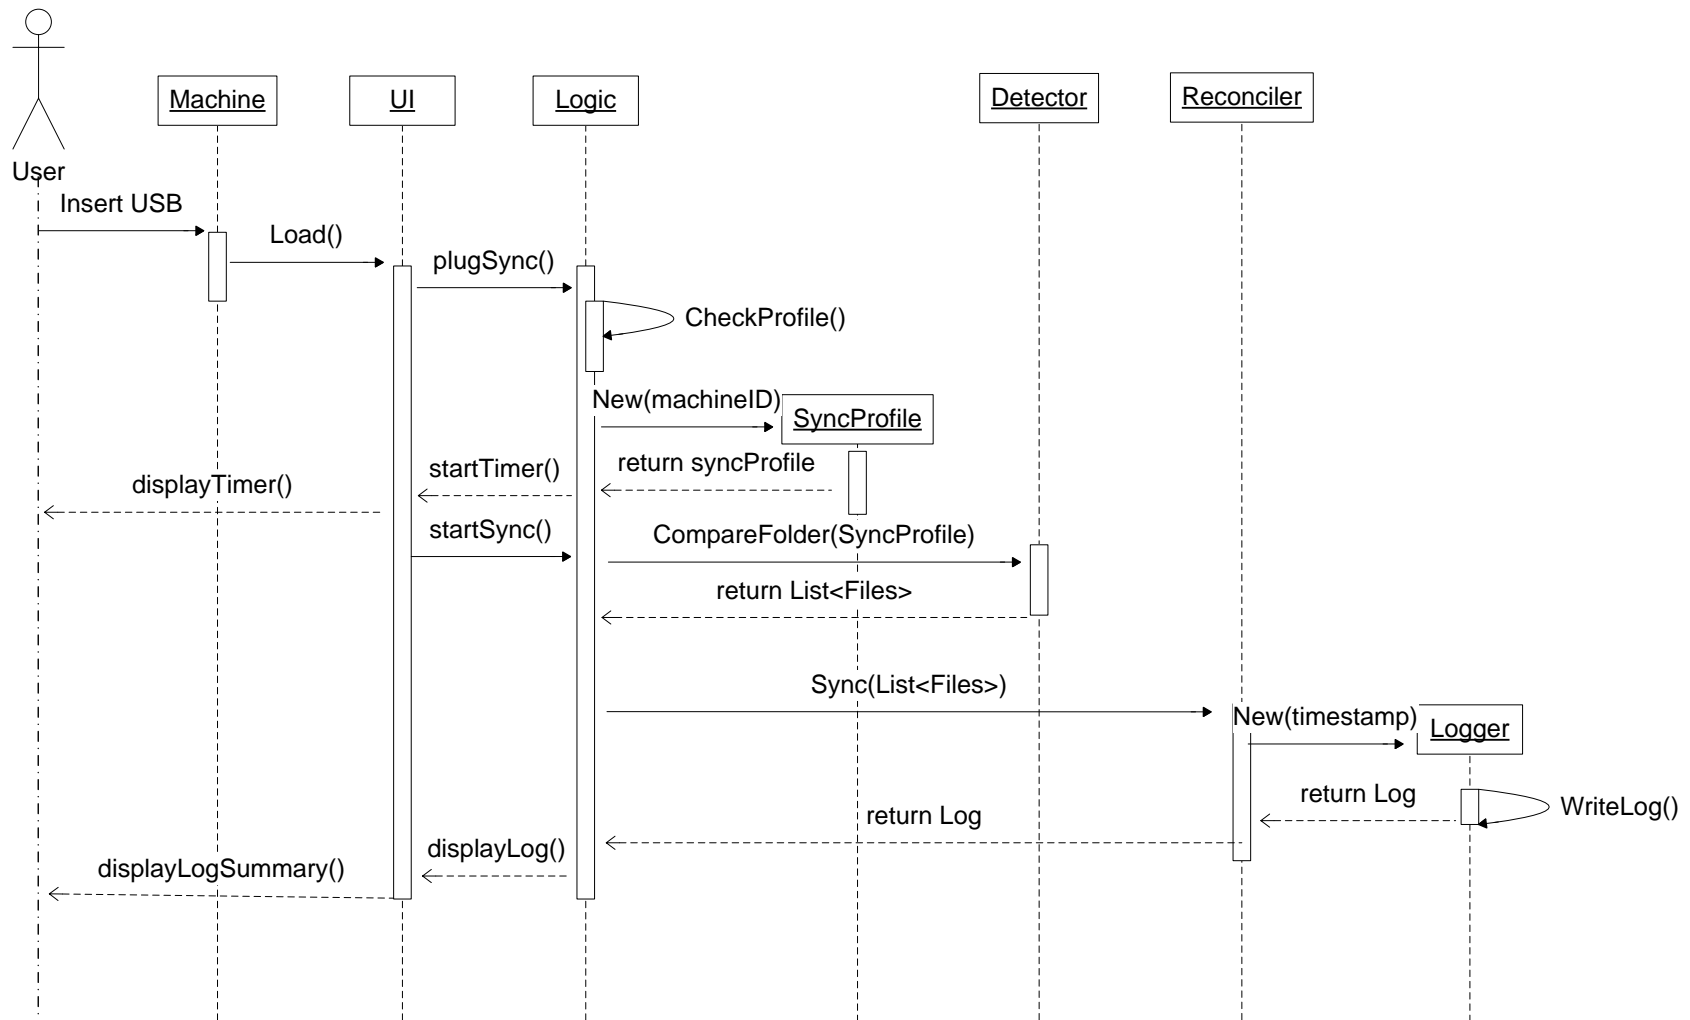 User
Machine
UI
Logic
Detector
Reconciler
Insert USB
Load()
plugSync()
CheckProfile()
New(machineID)
SyncProfile
return syncProfile
startTimer()
displayTimer()
startSync()
CompareFolder(SyncProfile)
return List<Files>
Sync(List<Files>)
New(timestamp)
Logger
return Log
WriteLog()
return Log
displayLog()
displayLogSummary()